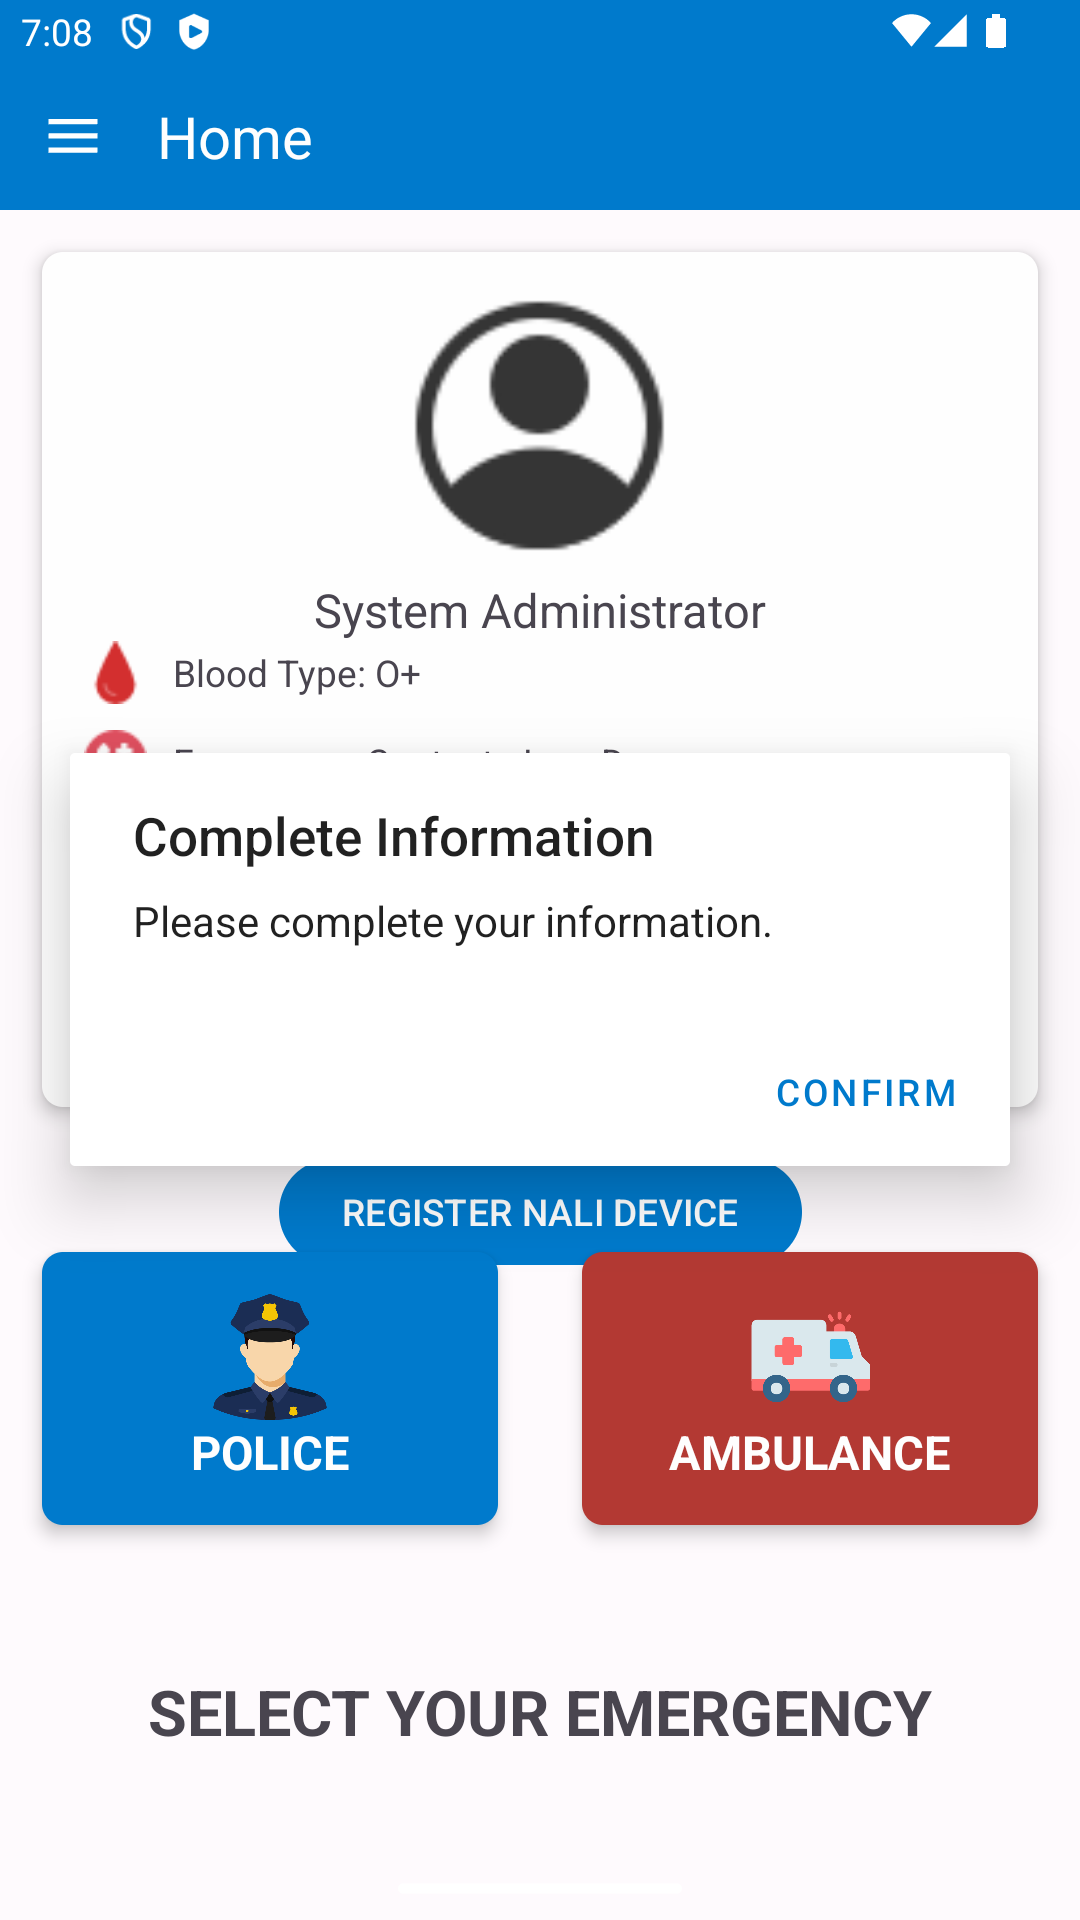 7:08
Home
System Administrator
Blood Type: O+
Complete Information
Please complete your information.
CONFIRM
REGISTER NALI DEVICE
POLICE
AMBULANCE
SELECT YOUR EMERGENCY